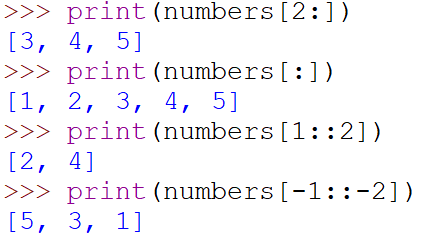 >>> print(numbers[2:])
[3, 4, 5]
>>> print(numbers[:])
[1, 2, 3, 4, 5]
>>> print(numbers[1::2])
[2, 4]
>>> print(numbers[-1::-2])
[5, 3, 1]